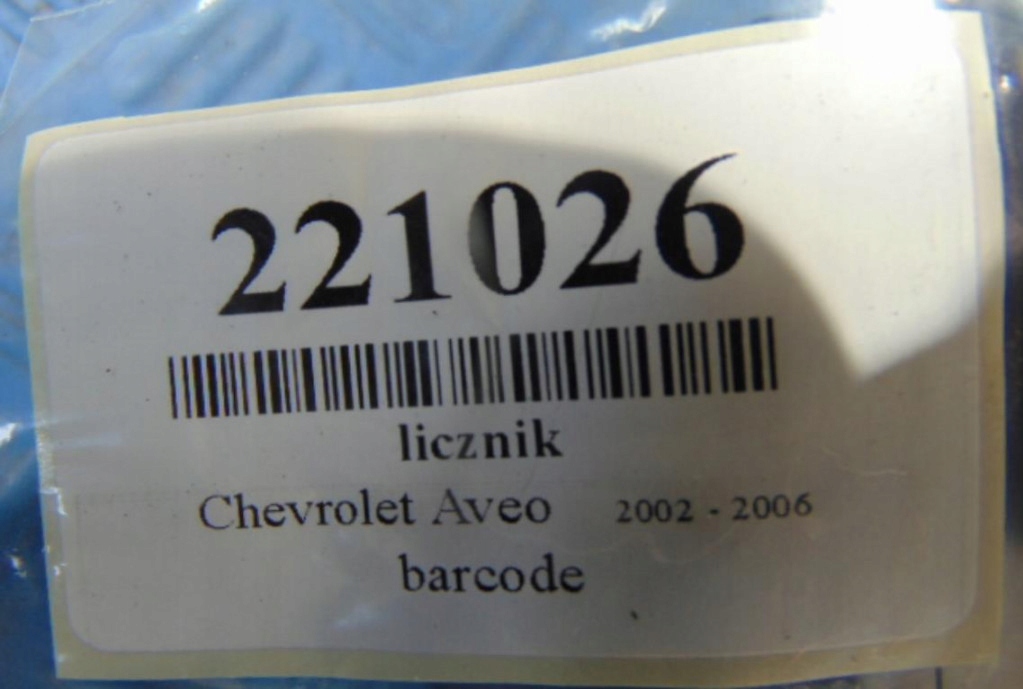 221026
licznik
Chevrolet Aveo 2002 - 2006
barcode